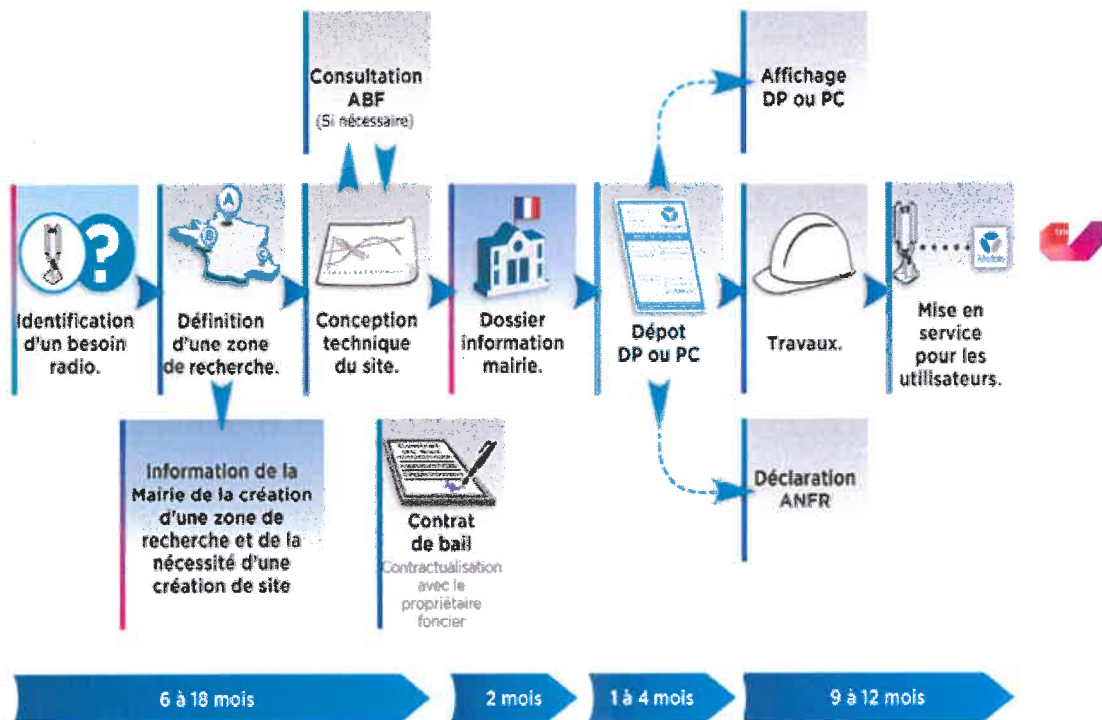 Consultation
ABF
(Si nécessaire)
Affichage
DP ou PC
A
B
Identification
d'un besoin
radio.
Définition
d'une zone
de recherche.
Conception
technique
du site.
Dossier
information
mairie.
Dépot
DP ou PC
Travaux.
Mise en
service
pour les
utilisateurs.
Information de la
Mairie de la création
d'une zone de
recherche et de la
nécessité d'une
création de site
Contrat
de bail
Contractualisation
avec le
propriétaire
foncier
Déclaration
ANFR
6 à 18 mois
2 mois
1 à 4 mois
9 à 12 mois